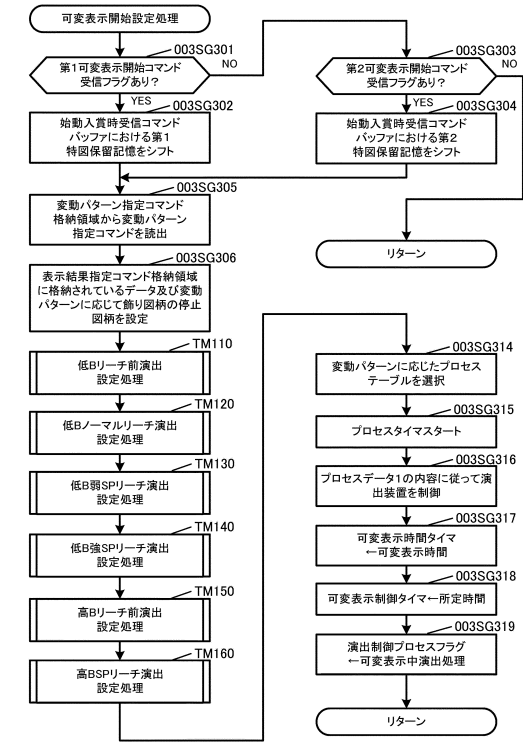 可変表示開始設定処理
003SG301
第1可変表示開始コマンド
受信フラグあり?
NO
YES
003SG302
始動入賞時受信コマンド
バッファにおける第1
特図保留記憶をシフト
003SG303
第2可変表示開始コマンド
受信フラグあり?
NO
YES
003SG304
始動入賞時受信コマンド
バッファにおける第2
特図保留記憶をシフト
リターン
003SG305
変動パターン指定コマンド
格納領域から変動パターン
指定コマンドを読出
003SG306
表示結果指定コマンド格納領域
に格納されているデータ及び変動
パターンに応じて飾り図柄の停止
図柄を設定
TM110
低Bリーチ前演出
設定処理
TM120
低Bノーマルリーチ演出
設定処理
TM130
低B弱SPリーチ演出
設定処理
TM140
低B強SPリーチ演出
設定処理
TM150
高Bリーチ前演出
設定処理
TM160
高BSPリーチ演出
設定処理
003SG314
変動パターンに応じたプロセス
テーブルを選択
003SG315
プロセスタイマスタート
003SG316
プロセスデータ1の内容に従って演
出装置を制御
003SG317
可変表示時間タイマ
←可変表示時間
003SG318
可変表示制御タイマ←所定時間
003SG319
演出制御プロセスフラグ
←可変表示中演出処理
リターン